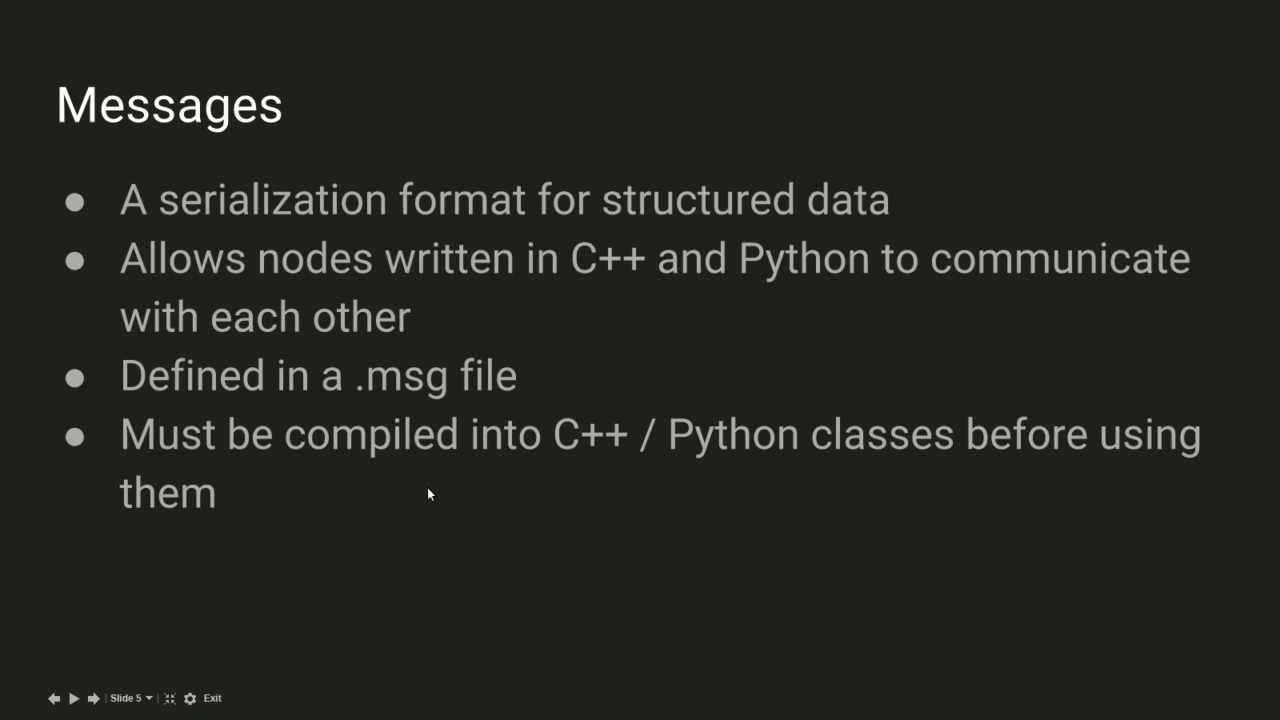 Messages
● A serialization format for structured data
● Allows nodes written in C++ and Python to communicate
with each other
● Defined in a .msg file
● Must be compiled into C++ / Python classes before using
them
Slide 5 Exit